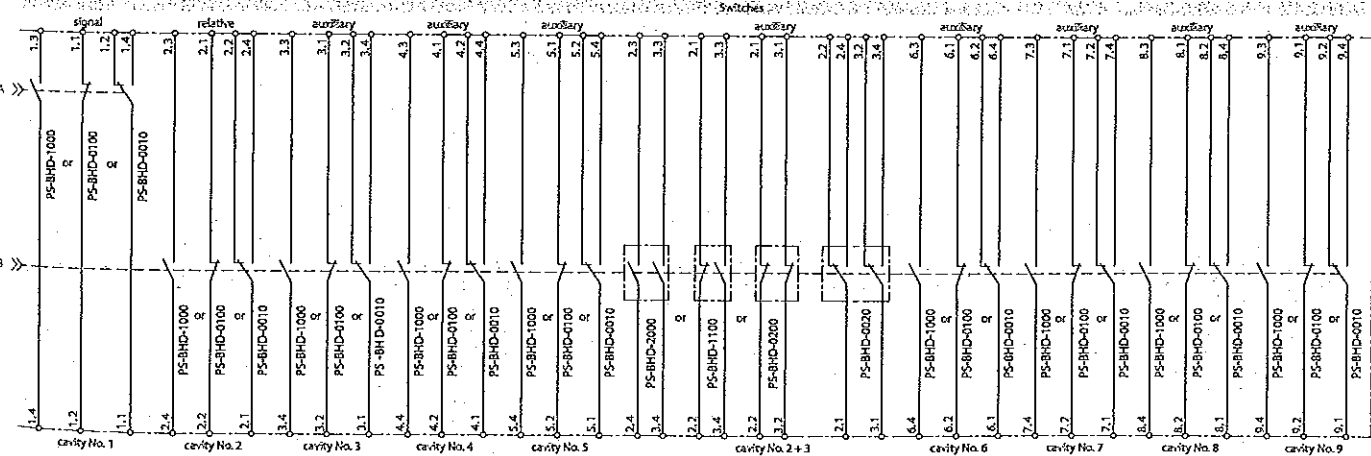 Switches
signal relative auxiliary auxiliary auxiliary auxiliary auxiliary auxiliary auxiliary auxiliary
1.3 1.1 1.2 1.4 2.3 2.1 2.2 2.4 3.3 3.1 3.2 3.4 4.3 4.1 4.2 4.4 5.3 5.1 5.2 5.4 2.3 3.3 2.1 3.3 2.1 3.1 2.2 2.4 3.2 3.4 6.3 6.1 6.2 6.4 7.3 7.1 7.2 7.4 8.3 8.1 8.2 8.4 9.3 9.1 9.2 9.4
A
PS-BHD-1000 or PS-BHD-0100 or PS-BHD-0010
B
PS-BHD-1000 or PS-BHD-0100 or PS-BHD-0010
PS-BHD-1000 or PS-BHD-0100 or PS-BHD-0010
PS-BHD-1000 or PS-BHD-0100 or PS-BHD-0010
PS-BHD-1000 or PS-BHD-0100 or PS-BHD-0010
PS-BHD-2000 or PS-BHD-1100 or PS-BHD-0200 or PS-BHD-0020
PS-BHD-1000 or PS-BHD-0100 or PS-BHD-0010
PS-BHD-1000 or PS-BHD-0100 or PS-BHD-0010
PS-BHD-1000 or PS-BHD-0100 or PS-BHD-0010
PS-BHD-1000 or PS-BHD-0100 or PS-BHD-0010
1.4 1.2 1.1 2.4 2.2 2.1 3.4 3.2 3.1 4.4 4.2 4.1 5.4 5.2 5.1 2.4 3.4 2.2 3.4 2.2 3.2 2.1 3.1 6.4 6.2 6.1 7.4 7.2 7.1 8.4 8.2 8.1 9.4 9.2 9.1
cavity No. 1 cavity No. 2 cavity No. 3 cavity No. 4 cavity No. 5 cavity No. 2 + 3 cavity No. 6 cavity No. 7 cavity No. 8 cavity No. 9